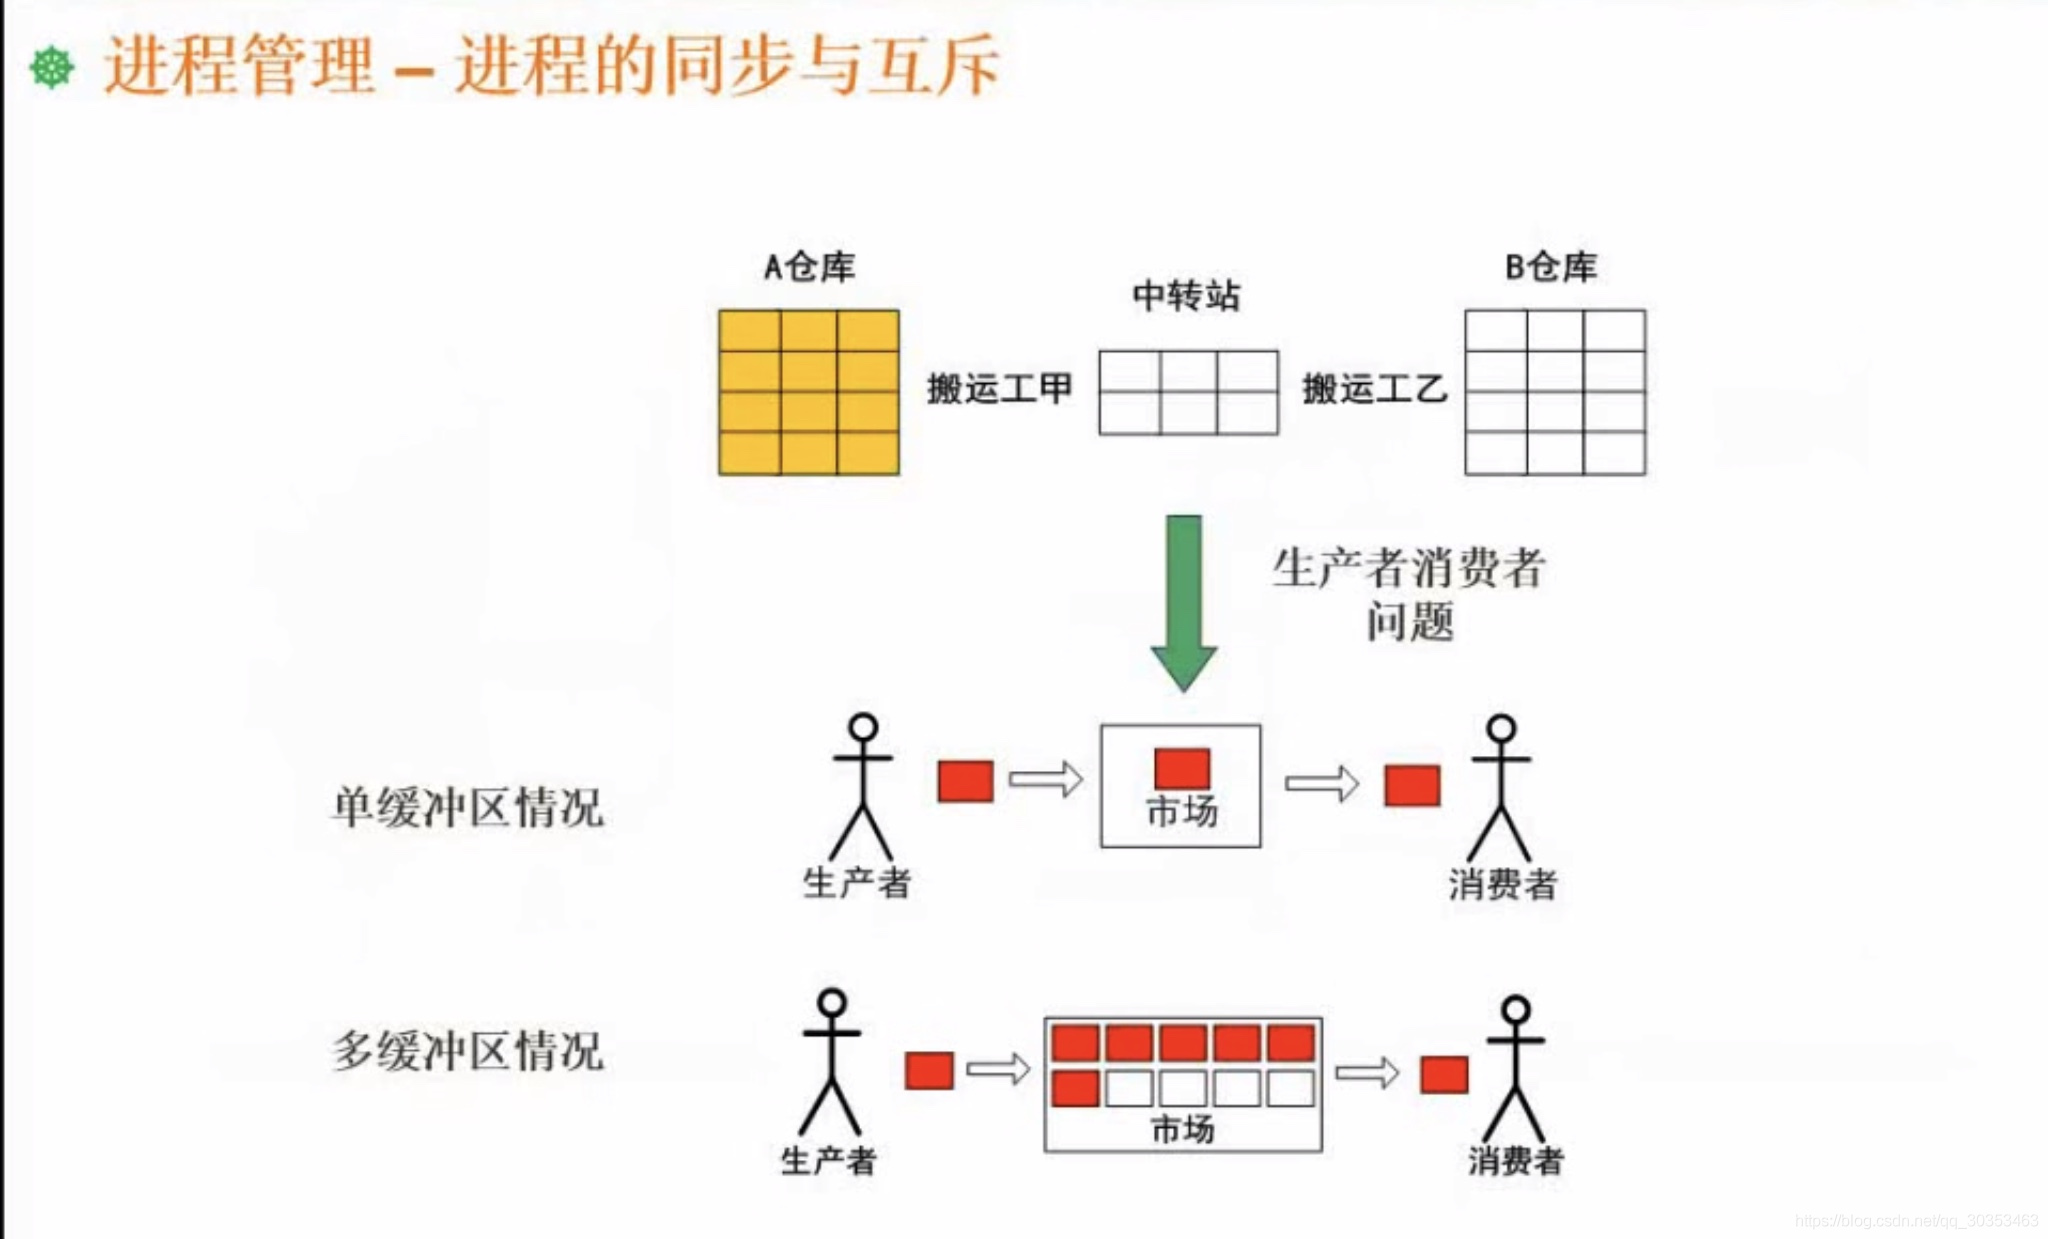 进程管理 – 进程的同步与互斥
A仓库
中转站
B仓库
搬运工甲
搬运工乙
生产者消费者
问题
单缓冲区情况
市场
生产者
消费者
多缓冲区情况
市场
生产者
消费者
https://blog.csdn.net/qq_30353463